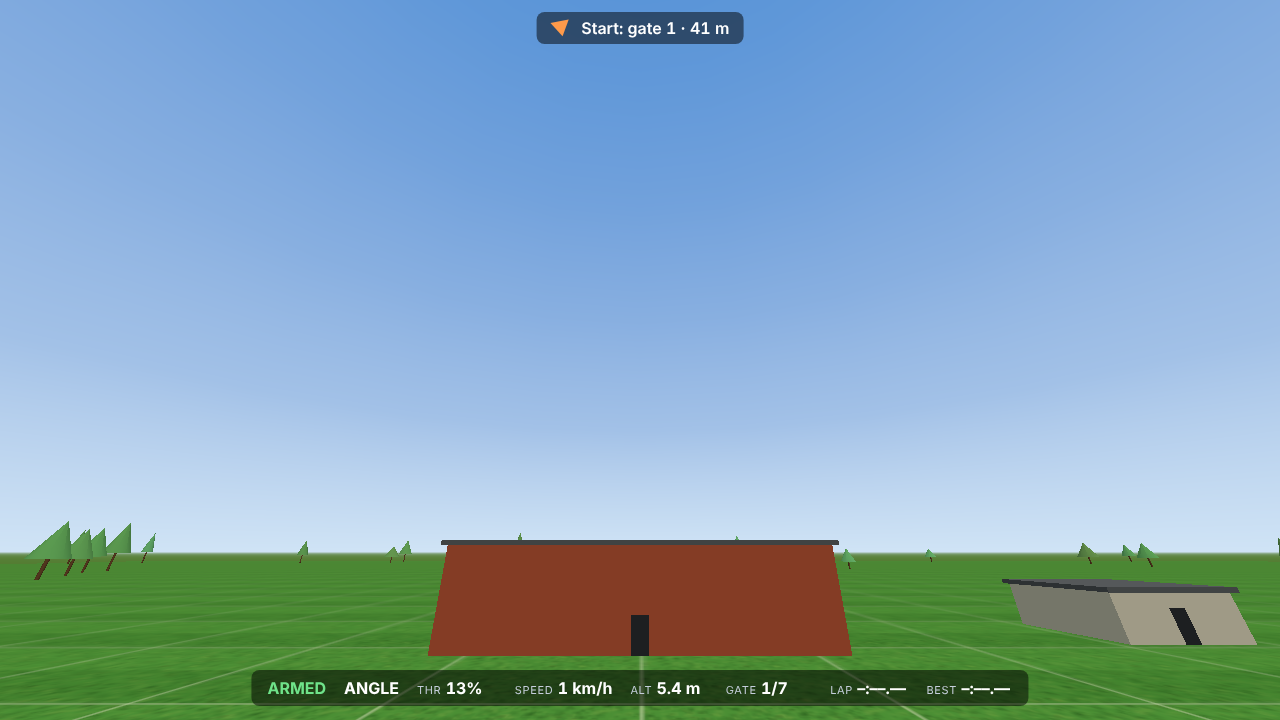 Start: gate 1 · 41 m
ARMED ANGLE THR 13% SPEED 1 km/h ALT 5.4 m GATE 1/7 LAP –:––.–– BEST –:––.––